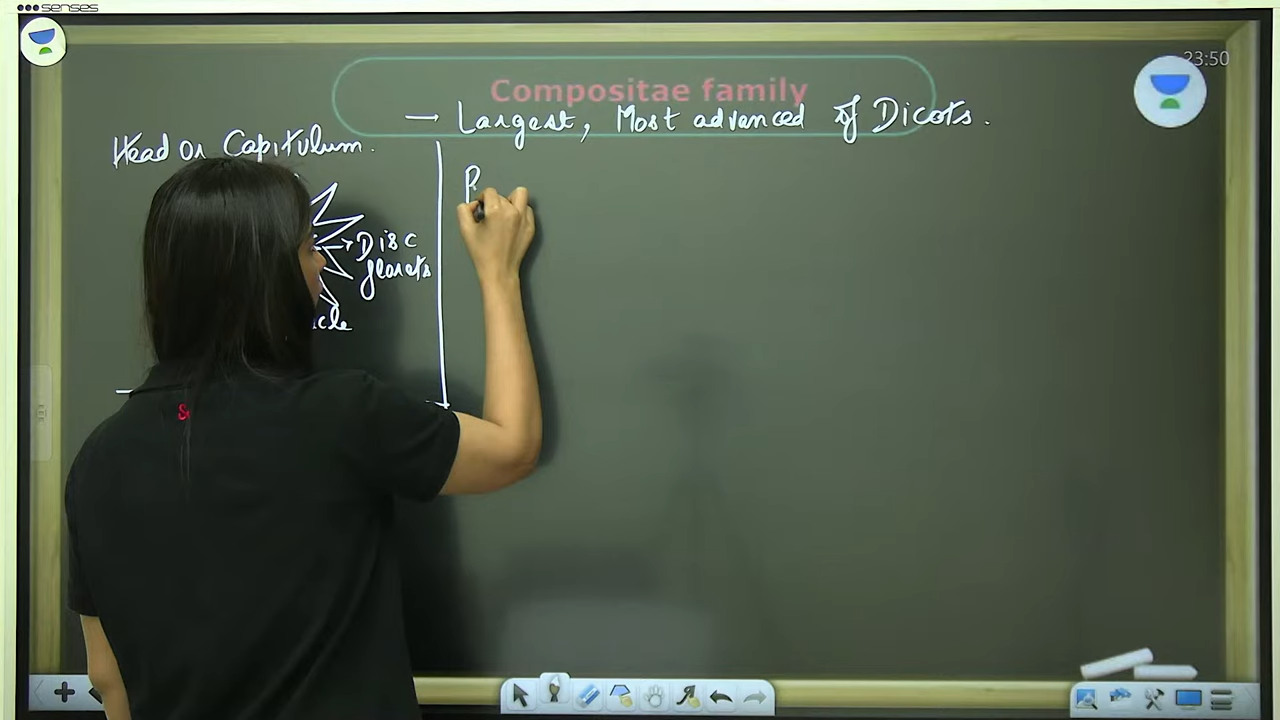 senses
23:50
Compositae family
→ Largest, Most advanced of Dicots.
Head or Capitulum.
Disc
florets